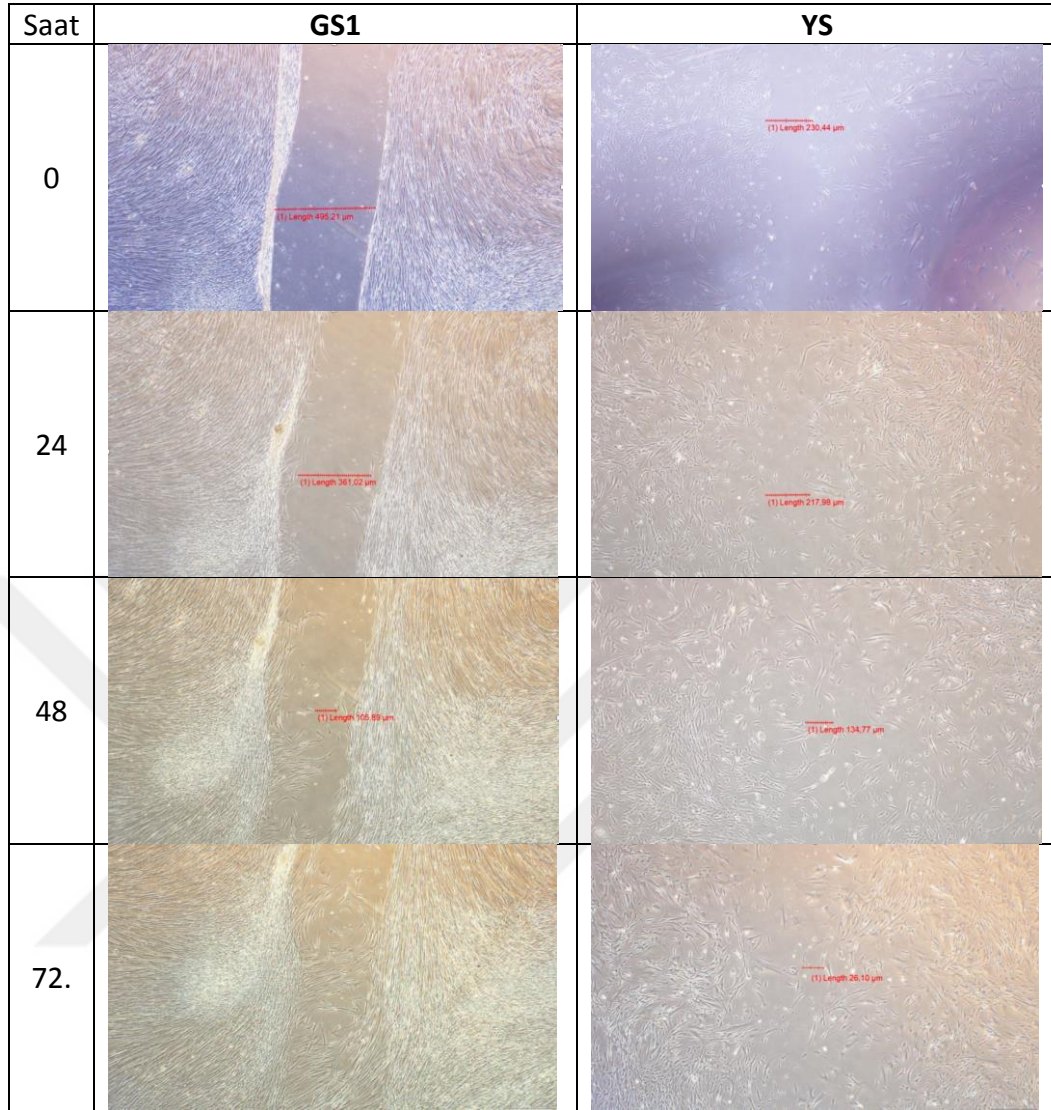 Saat GS1 YS
0
(1) Length 495,21 µm
(1) Length 230,44 µm
24
(1) Length 361,02 µm
(1) Length 217,98 µm
48
(1) Length 105,89 µm
(1) Length 134,77 µm
72.
(1) Length 26,10 µm